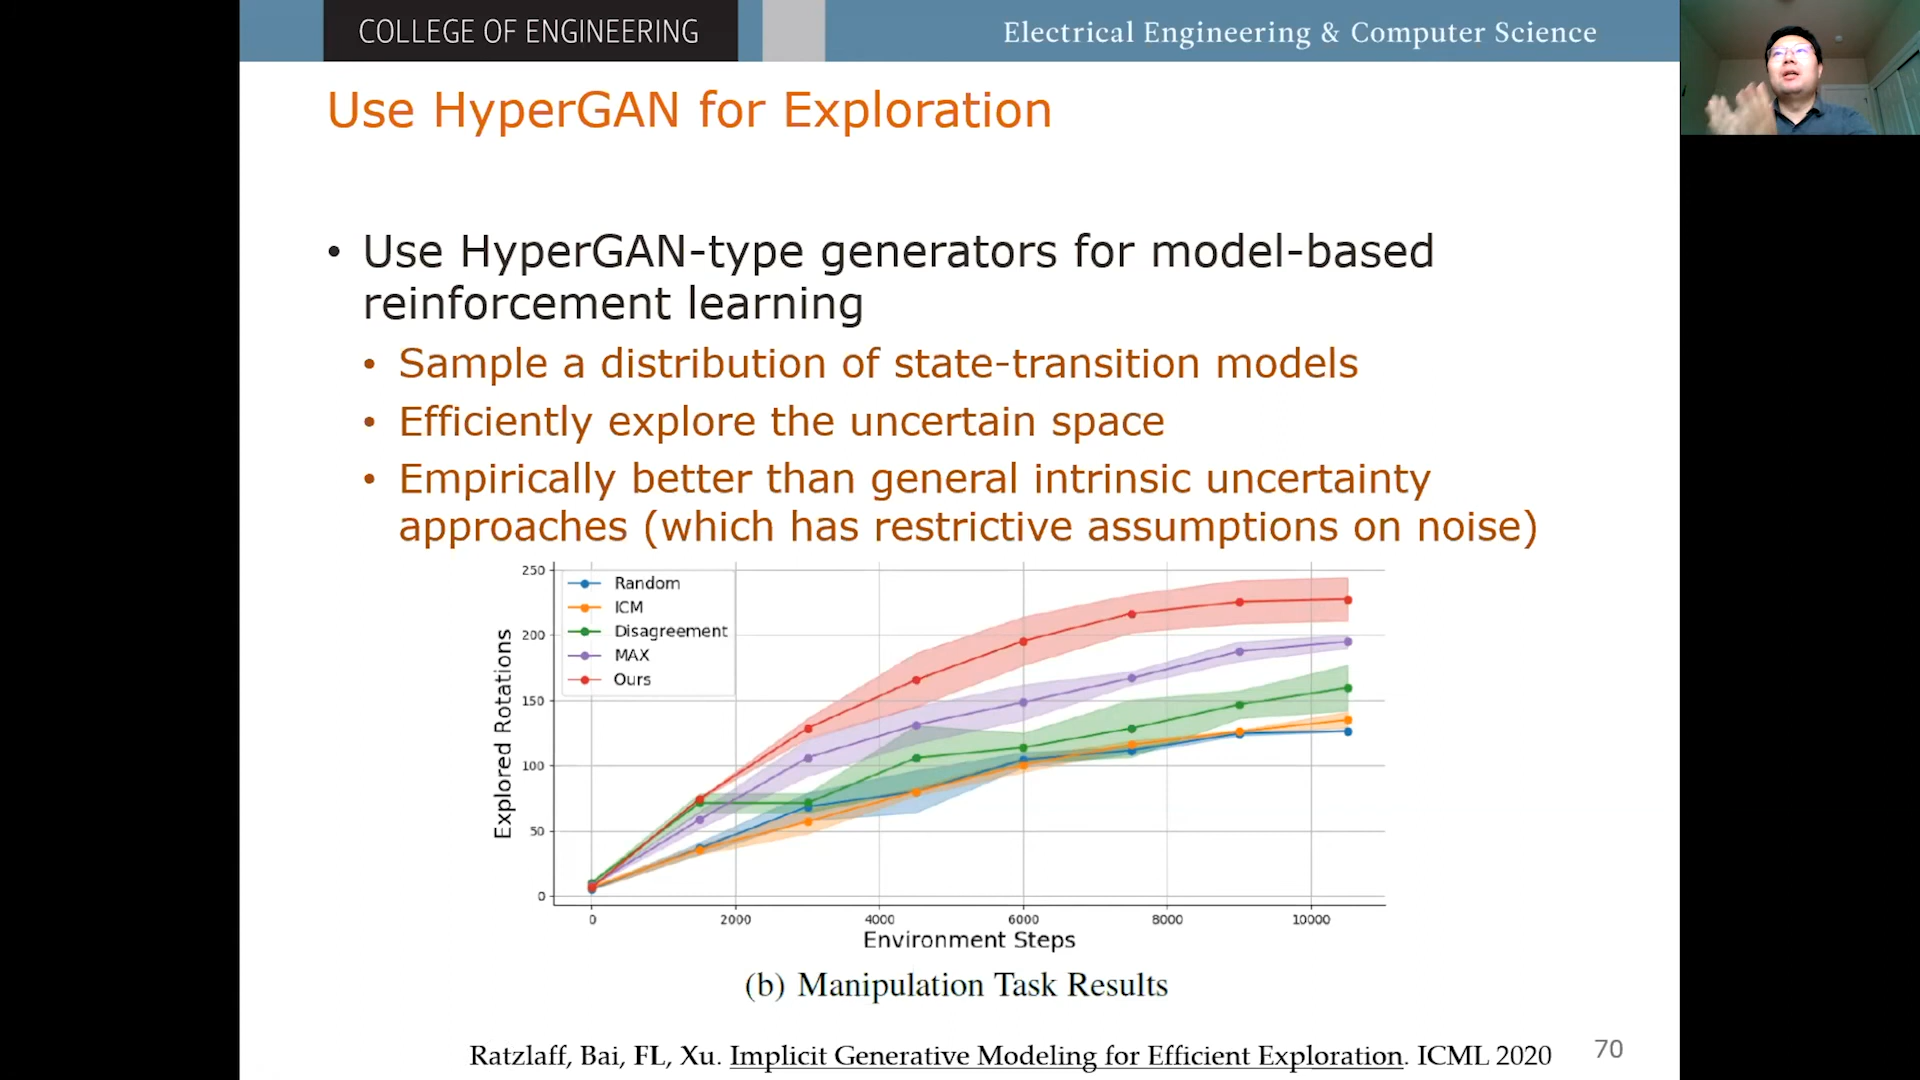 COLLEGE OF ENGINEERING
Electrical Engineering & Computer Science
Use HyperGAN for Exploration
• Use HyperGAN-type generators for model-based
reinforcement learning
• Sample a distribution of state-transition models
• Efficiently explore the uncertain space
• Empirically better than general intrinsic uncertainty
approaches (which has restrictive assumptions on noise)
Random
ICM
Disagreement
MAX
Ours
Explored Rotations
250
200
150
100
50
0
0 2000 4000 6000 8000 10000
Environment Steps
(b) Manipulation Task Results
Ratzlaff, Bai, FL, Xu. Implicit Generative Modeling for Efficient Exploration. ICML 2020
70